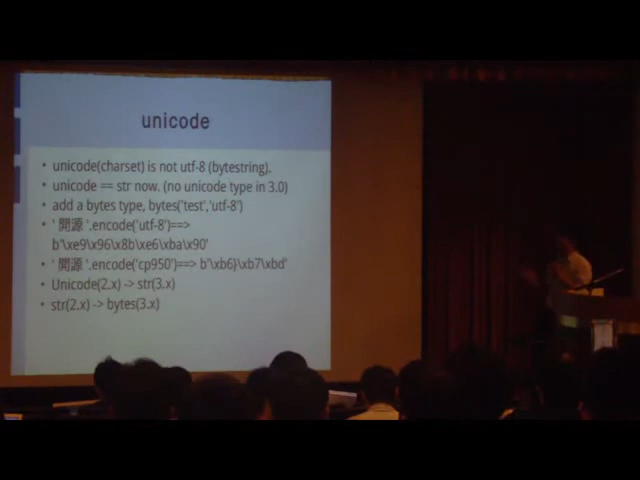 unicode
• unicode(charset) is not utf-8 (bytestring).
• unicode == str now. (no unicode type in 3.0)
• add a bytes type, bytes('test','utf-8')
• ' 開源 '.encode('utf-8')==>
b'\xe9\x96\x8b\xe6\xba\x90'
• ' 開源 '.encode('cp950')==> b'\xb6}\xb7\xbd'
• Unicode(2.x) -> str(3.x)
• str(2.x) -> bytes(3.x)